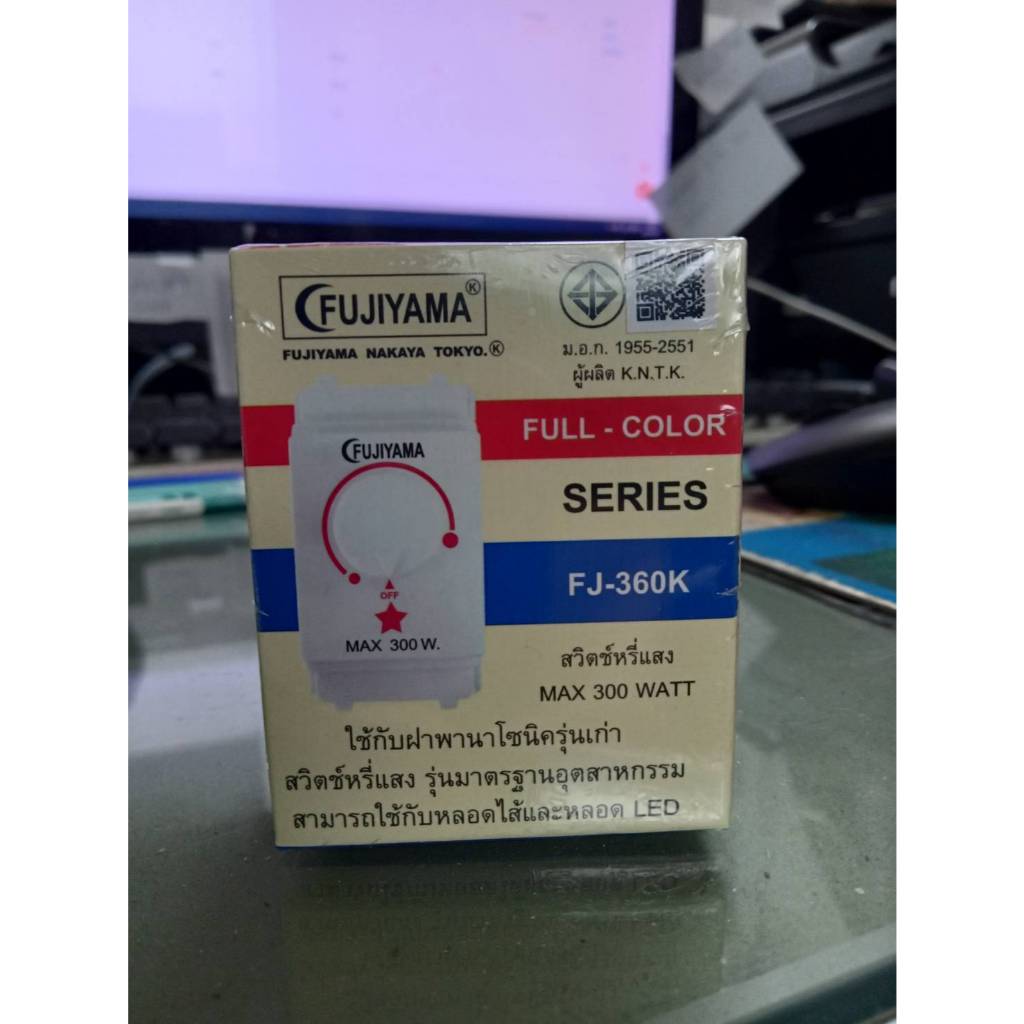 FUJIYAMA K
FUJIYAMA NAKAYA TOKYO. K
ม.อ.ก. 1955-2551
ผู้ผลิต K.N.T.K.
FULL - COLOR
SERIES
FJ-360K
FUJIYAMA
OFF
MAX 300 W.
สวิตช์หรี่แสง
MAX 300 WATT
ใช้กับฝาพานาโซนิครุ่นเก่า
สวิตช์หรี่แสง รุ่นมาตรฐานอุตสาหกรรม
สามารถใช้กับหลอดไส้และหลอด LED